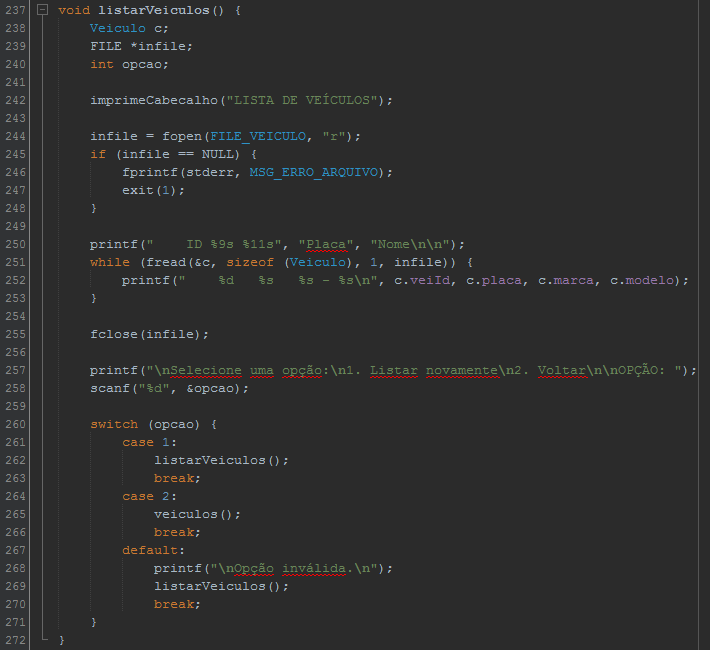 237 void listarVeiculos() {
238     Veiculo c;
239     FILE *infile;
240     int opcao;
241
242     imprimeCabecalho("LISTA DE VEÍCULOS");
243
244     infile = fopen(FILE_VEICULO, "r");
245     if (infile == NULL) {
246         fprintf(stderr, MSG_ERRO_ARQUIVO);
247         exit(1);
248     }
249
250     printf("    ID %9s %11s", "Placa", "Nome\n\n");
251     while (fread(&c, sizeof (Veiculo), 1, infile)) {
252         printf("    %d   %s   %s - %s\n", c.veiId, c.placa, c.marca, c.modelo);
253     }
254
255     fclose(infile);
256
257     printf("\nSelecione uma opção:\n1. Listar novamente\n2. Voltar\n\nOPÇÃO: ");
258     scanf("%d", &opcao);
259
260     switch (opcao) {
261         case 1:
262             listarVeiculos();
263             break;
264         case 2:
265             veiculos();
266             break;
267         default:
268             printf("\nOpção inválida.\n");
269             listarVeiculos();
270             break;
271     }
272 }